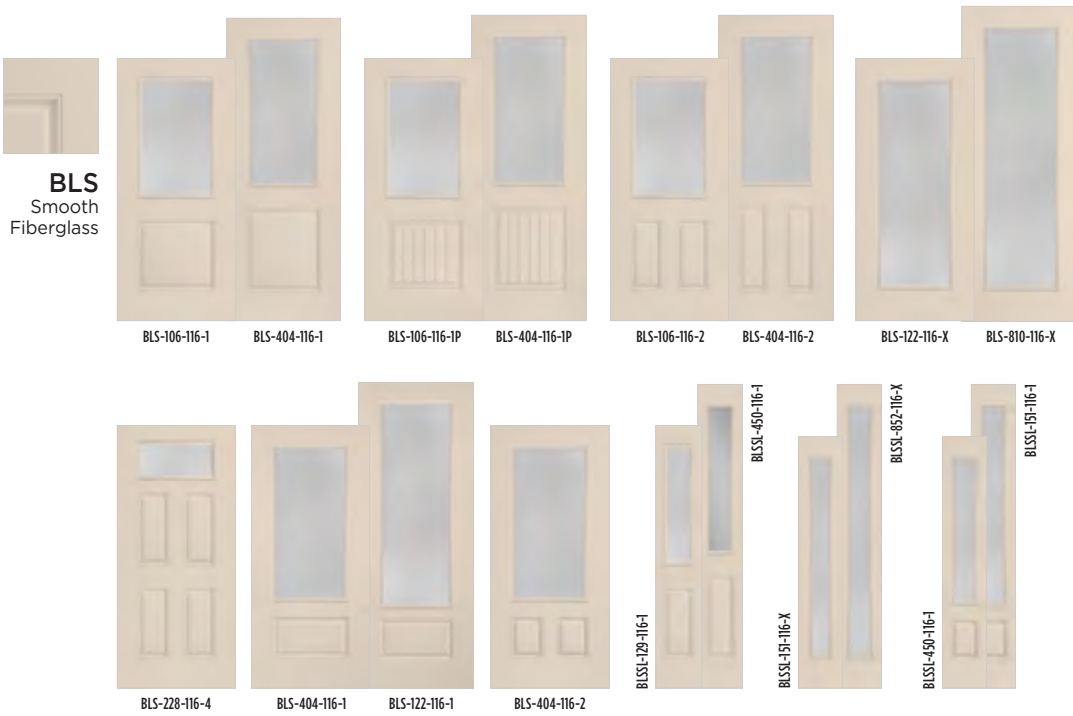 BLS
Smooth
Fiberglass
BLS-106-116-1
BLS-404-116-1
BLS-106-116-1P
BLS-404-116-1P
BLS-106-116-2
BLS-404-116-2
BLS-122-116-X
BLS-810-116-X
BLS-228-116-4
BLS-404-116-1
BLS-122-116-1
BLS-404-116-2
BLSSL-129-116-1
BLSSL-450-116-1
BLSSL-151-116-X
BLSSL-852-116-X
BLSSL-450-116-1
BLSSL-151-116-1